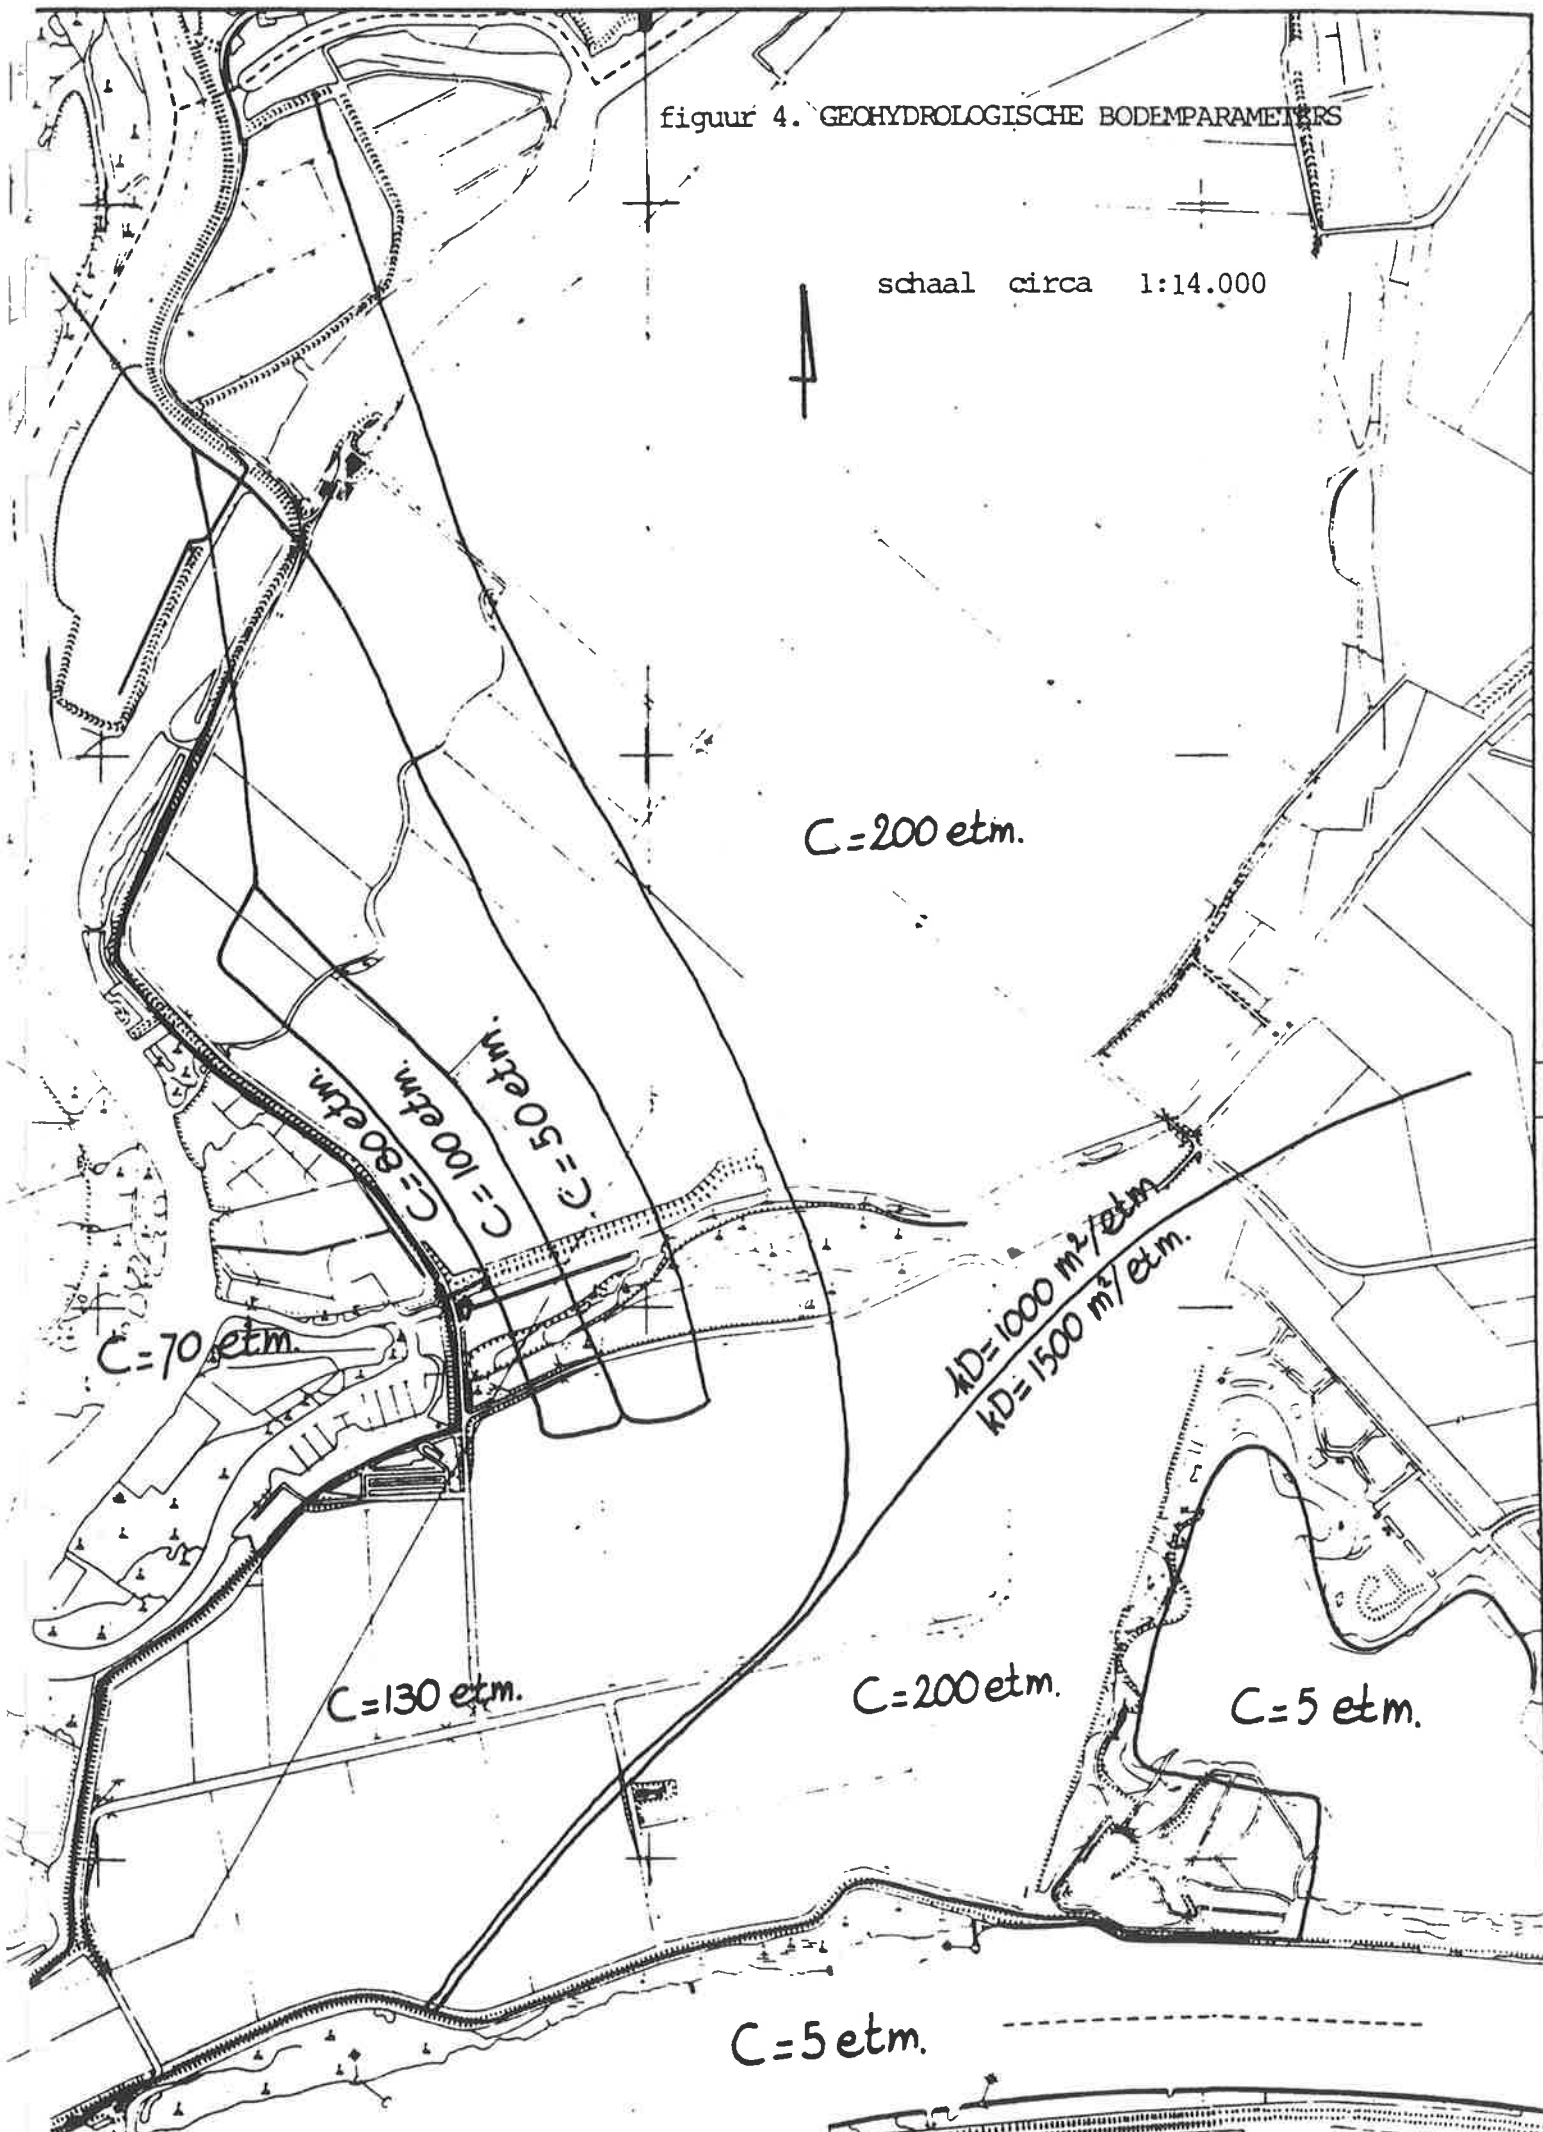 figuur 4. GEOHYDROLOGISCHE BODEMPARAMETERS
schaal circa 1:14.000
C=200 etm.
C=80 etm.
C=100 etm.
C=50 etm.
kD=1000 m²/etm
kD=1500 m²/etm.
C=70 etm.
C=130 etm.
C=200 etm.
C=5 etm.
C=5 etm.